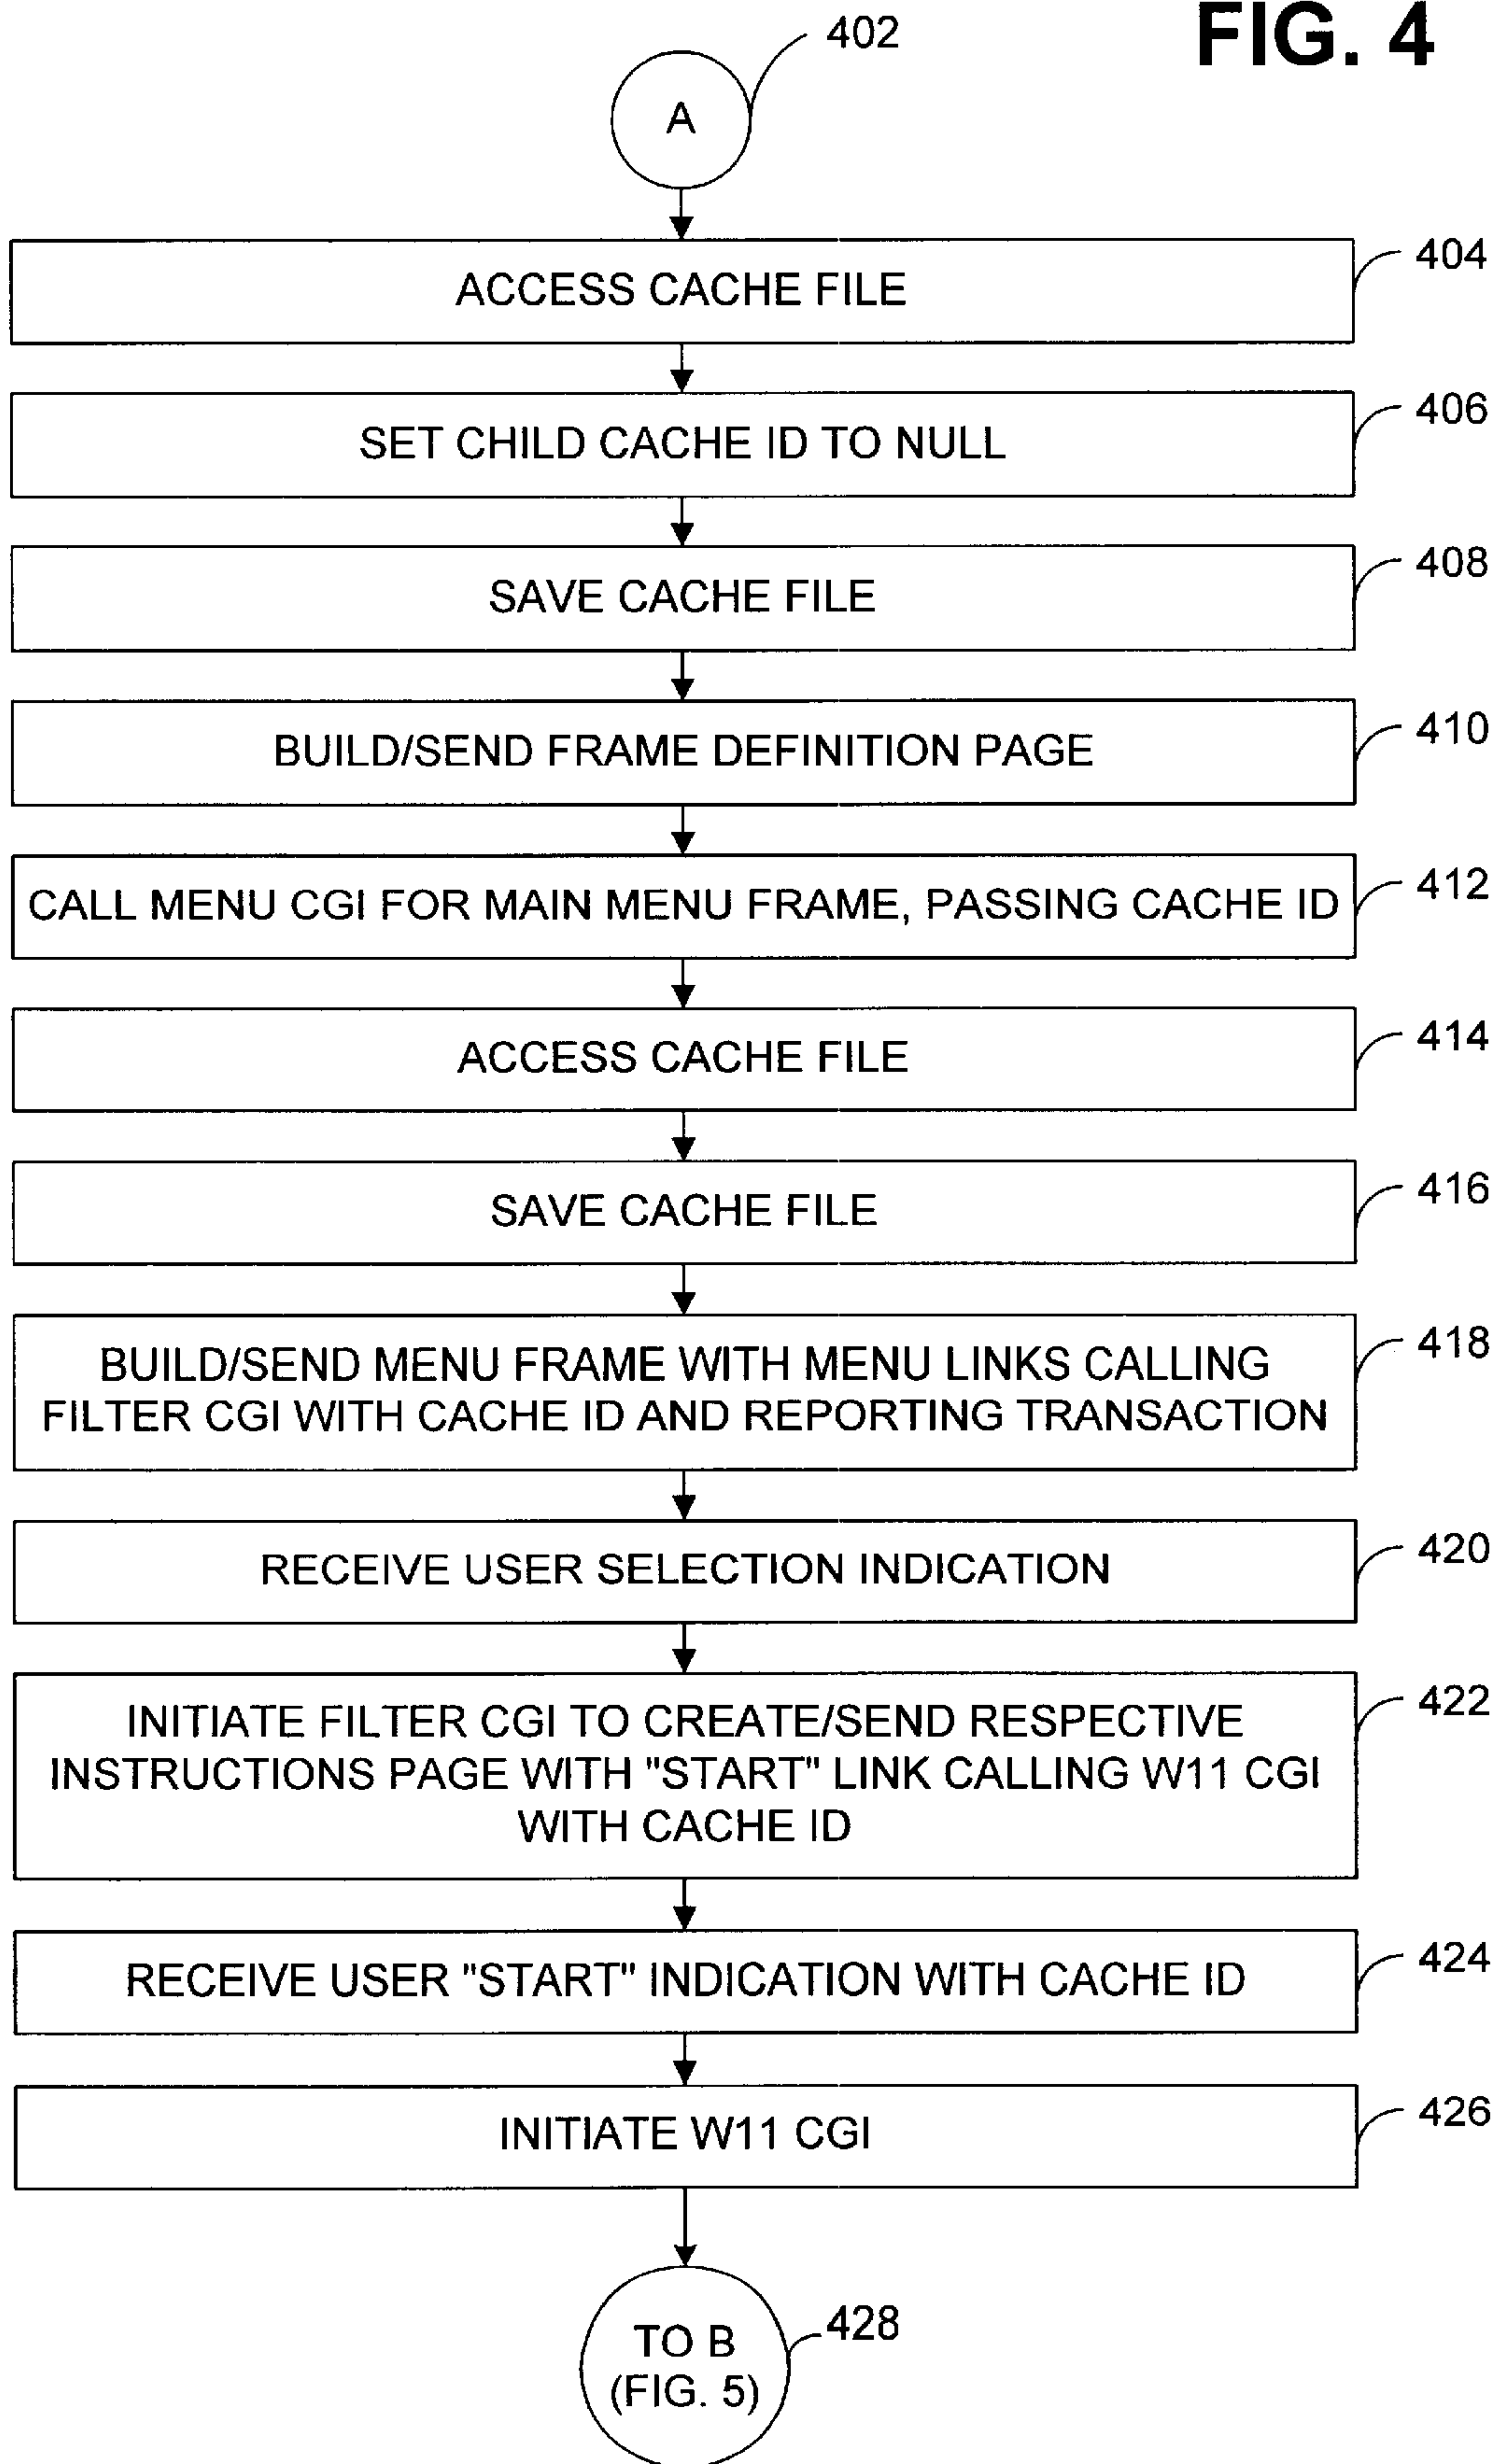 FIG. 4
402
A
404
ACCESS CACHE FILE
406
SET CHILD CACHE ID TO NULL
408
SAVE CACHE FILE
410
BUILD/SEND FRAME DEFINITION PAGE
412
CALL MENU CGI FOR MAIN MENU FRAME, PASSING CACHE ID
414
ACCESS CACHE FILE
416
SAVE CACHE FILE
418
BUILD/SEND MENU FRAME WITH MENU LINKS CALLING
FILTER CGI WITH CACHE ID AND REPORTING TRANSACTION
420
RECEIVE USER SELECTION INDICATION
422
INITIATE FILTER CGI TO CREATE/SEND RESPECTIVE
INSTRUCTIONS PAGE WITH "START" LINK CALLING W11 CGI
WITH CACHE ID
424
RECEIVE USER "START" INDICATION WITH CACHE ID
426
INITIATE W11 CGI
428
TO B
(FIG. 5)